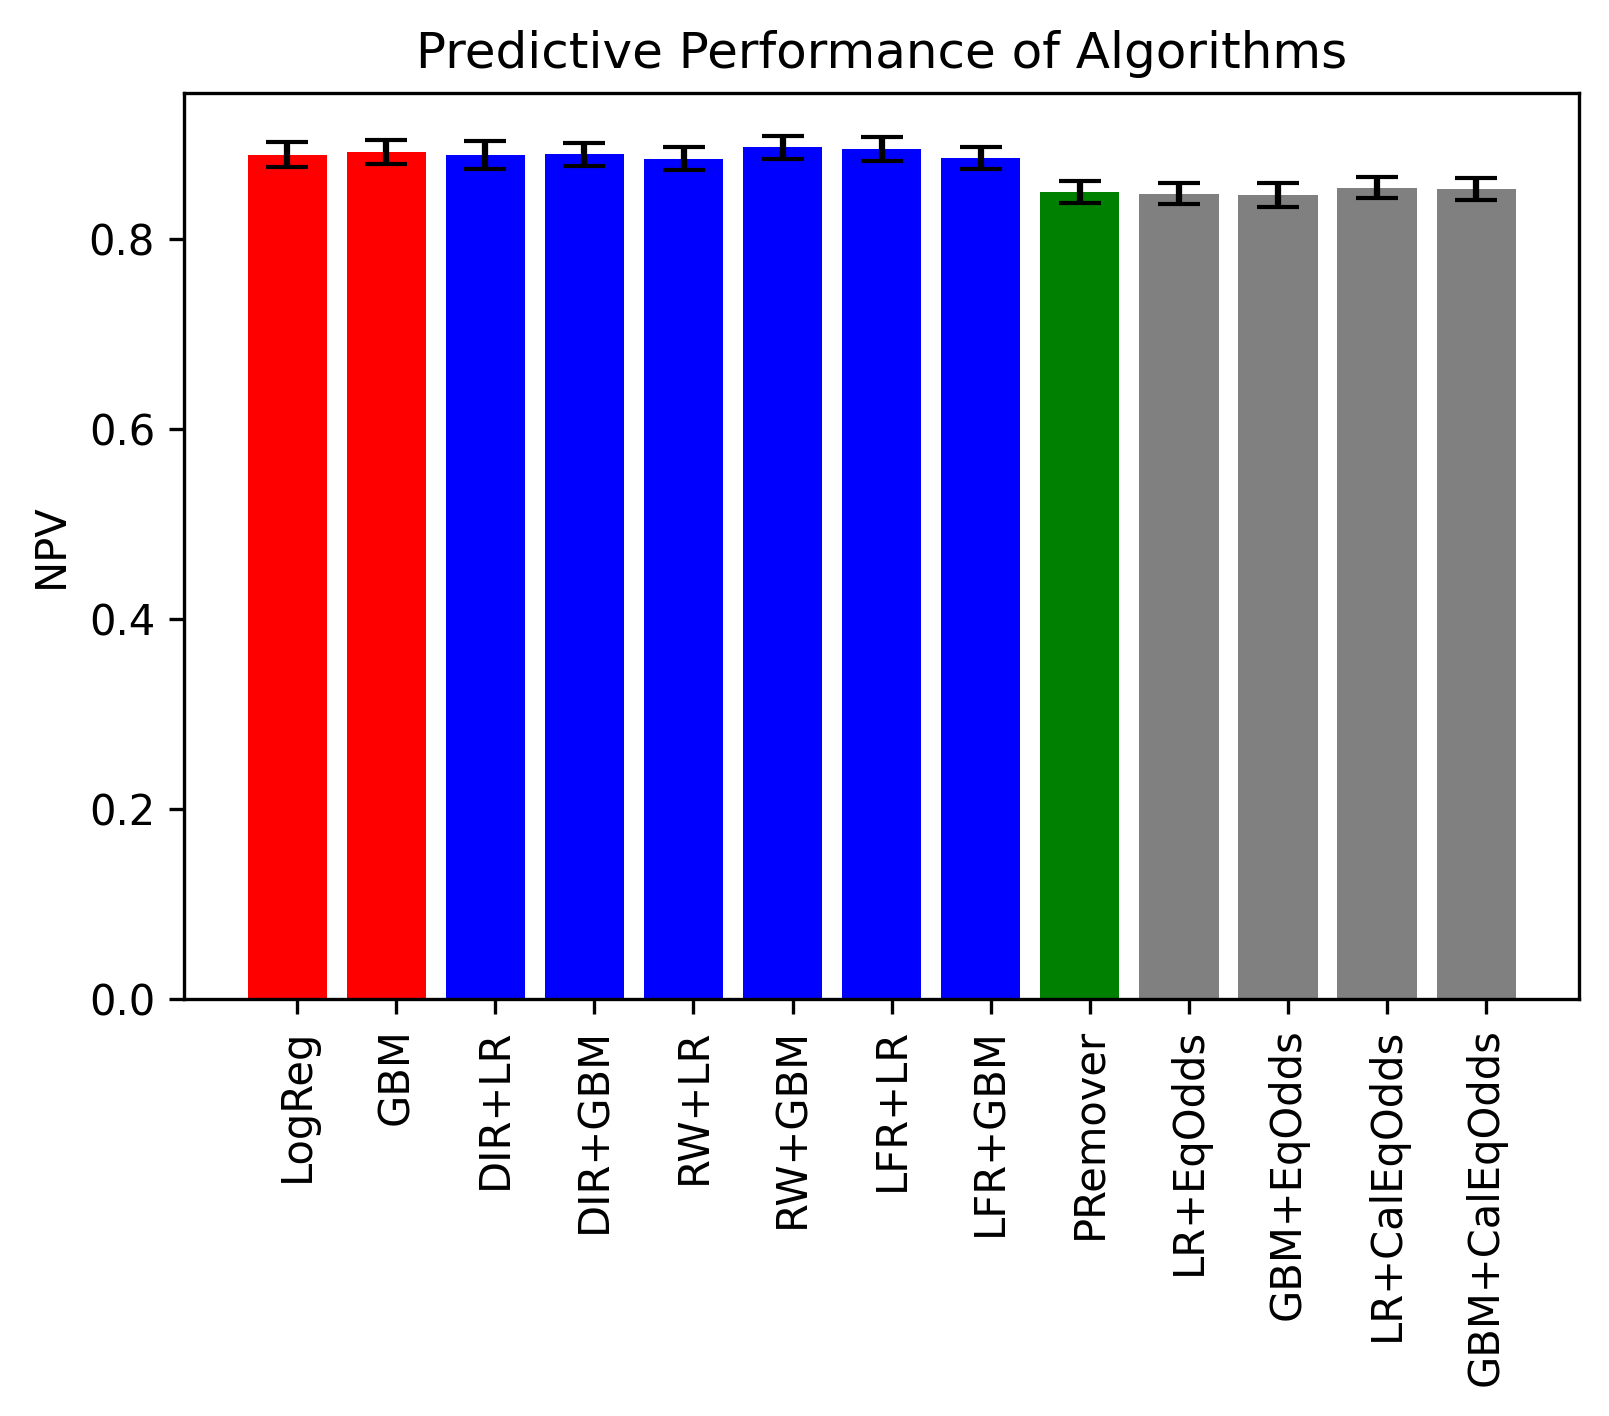 Predictive Performance of Algorithms
NPV
0.8
0.6
0.4
0.2
0.0
LogReg
GBM
DIR+LR
DIR+GBM
RW+LR
RW+GBM
LFR+LR
LFR+GBM
PRemover
LR+EqOdds
GBM+EqOdds
LR+CalEqOdds
GBM+CalEqOdds